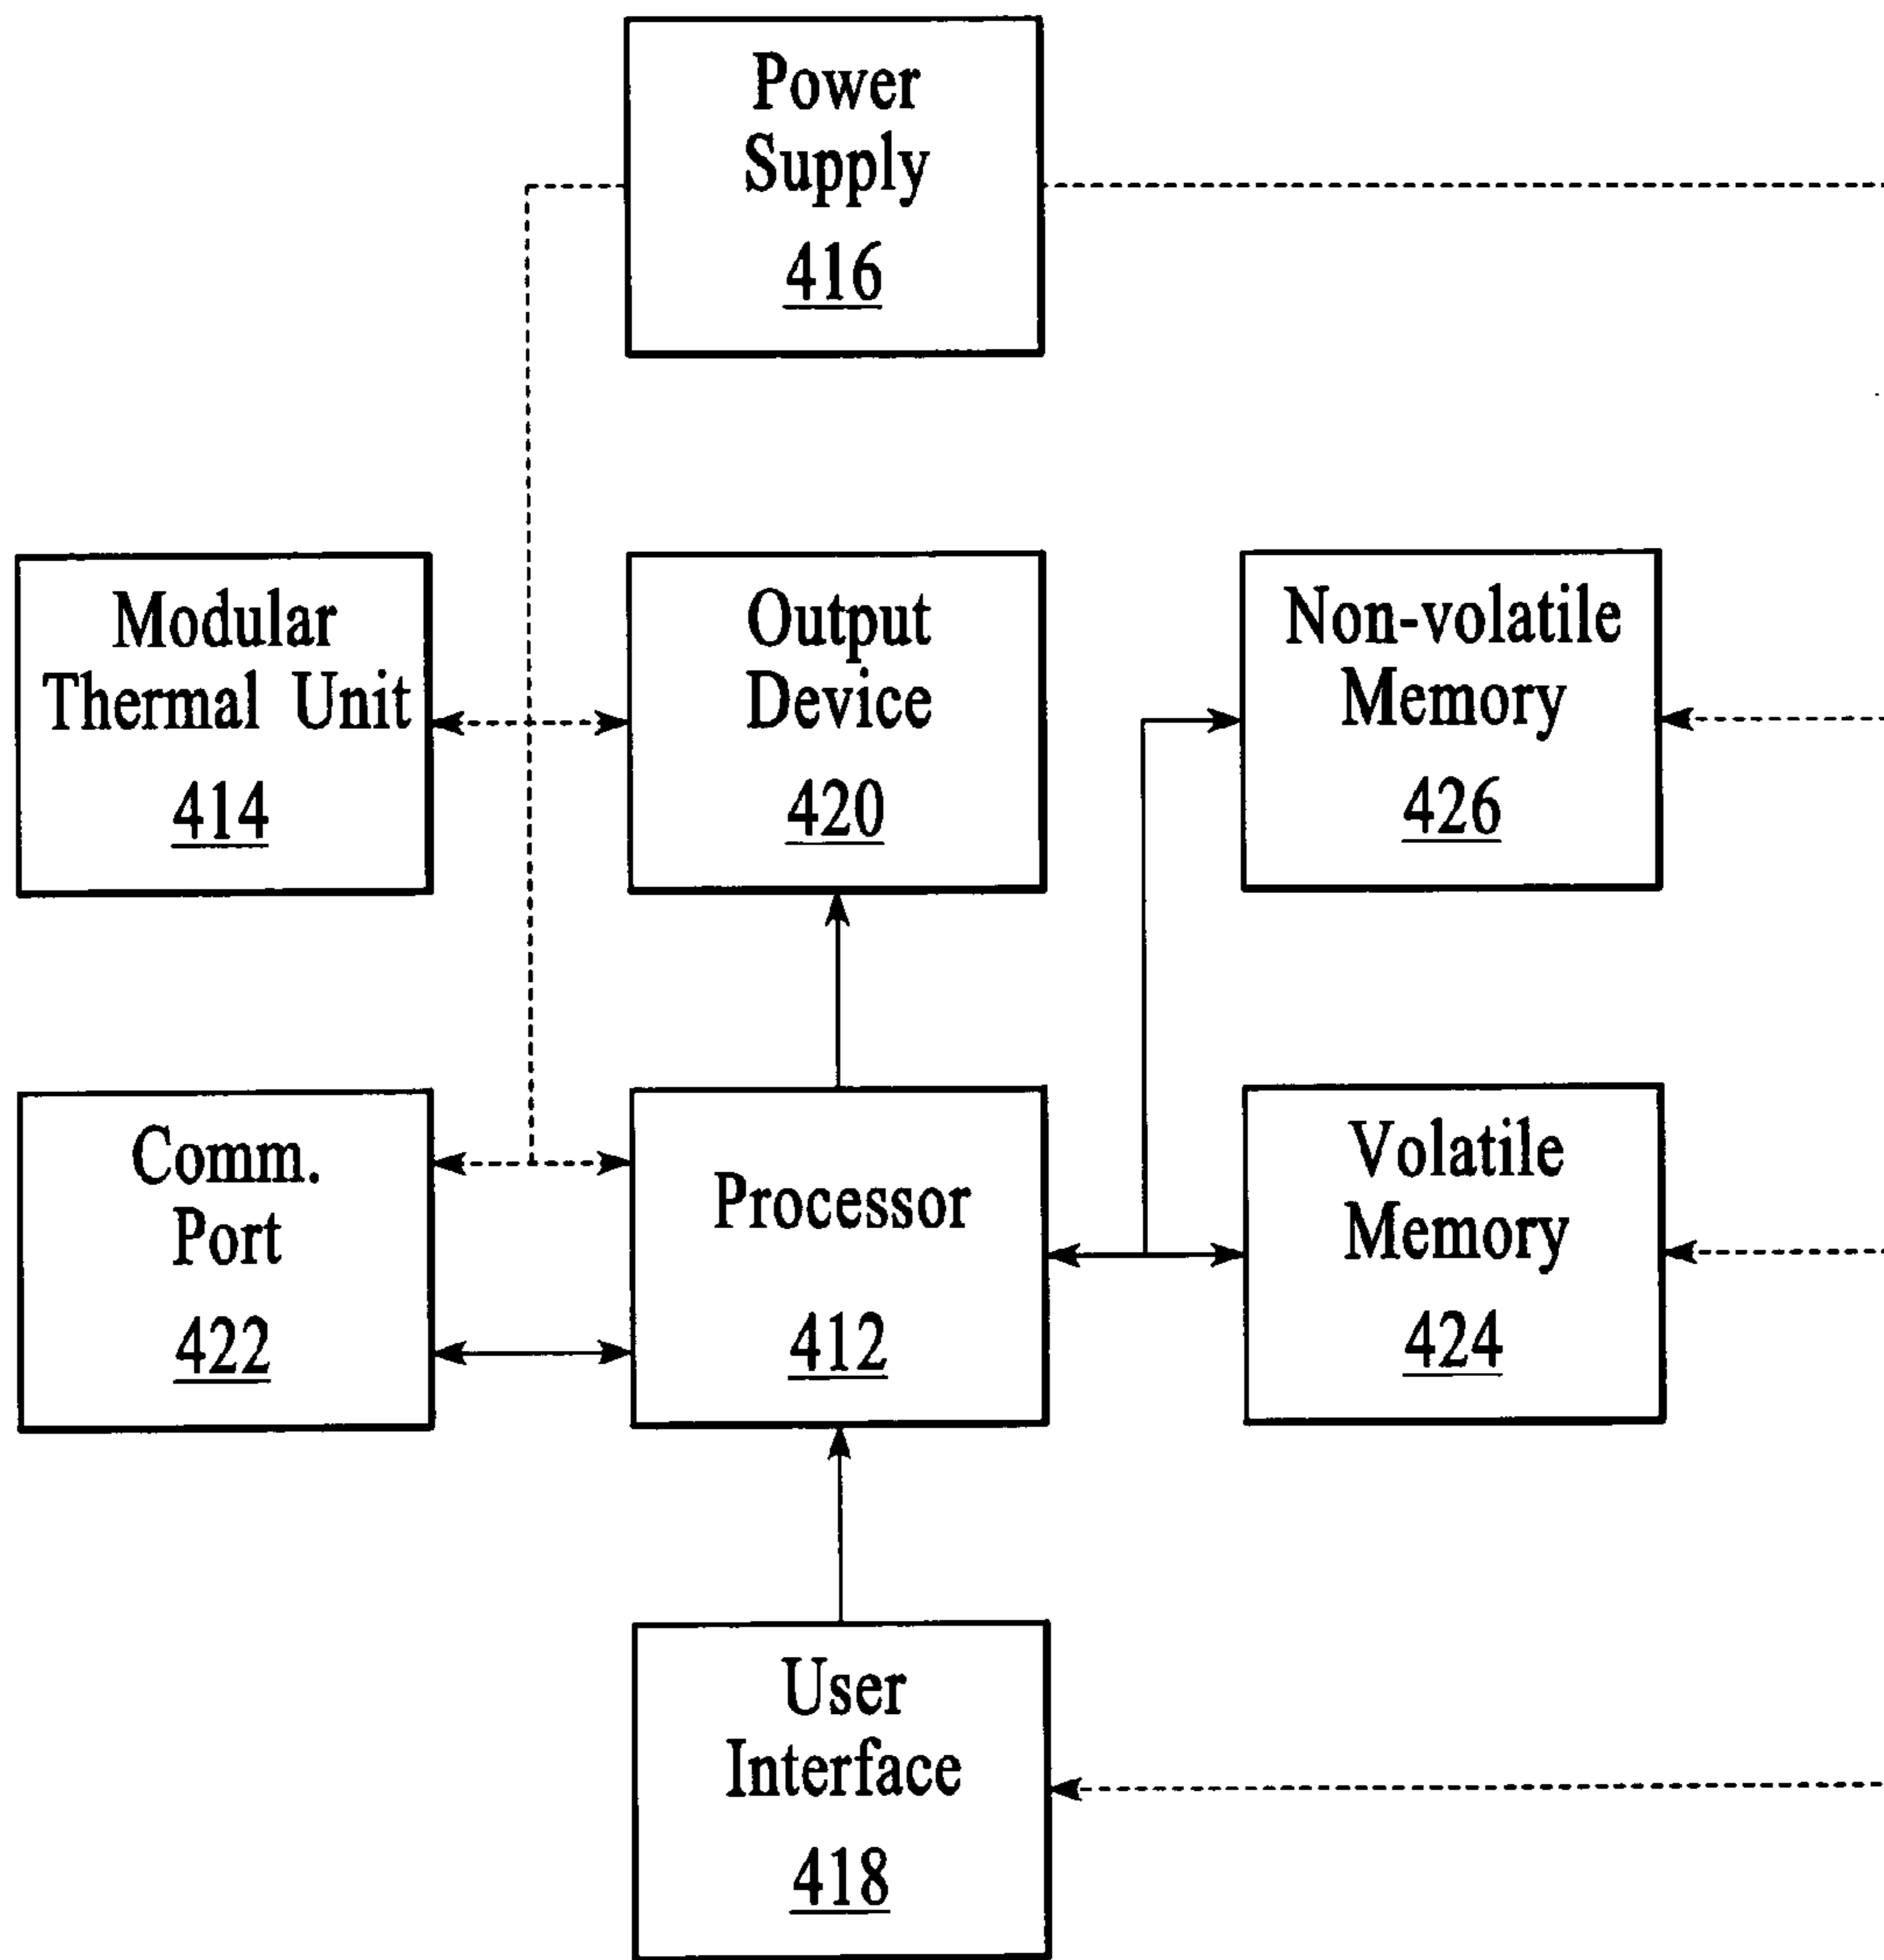 Power
Supply
416
Modular
Thermal Unit
414
Output
Device
420
Non-volatile
Memory
426
Comm.
Port
422
Processor
412
Volatile
Memory
424
User
Interface
418